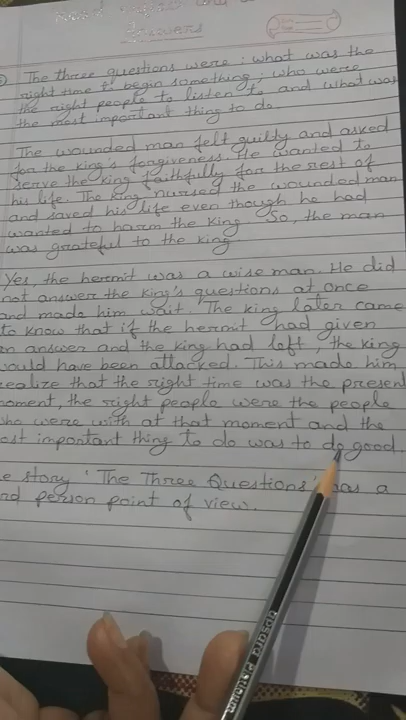 Answers
The three questions were: what was the
right time to begin something; who were
the right people to listen to and what was
the most important thing to do
The wounded man felt guilty and asked
for the king's forgiveness. He wanted to
serve the king faithfully for the rest of
his life. The king nursed the wounded man
and saved his life even though he had
wanted to harm the king. So, the man
was grateful to the king
Yes, the hermit was a wise man. He did
not answer the king's questions at once
and made him wait. The king later came
to know that if the hermit had given
an answer and the king had left, the king
would have been attacked. This made him
realize that the right time was the present
moment, the right people were the people
who were with at that moment and the
most important thing to do was to do good.
e story 'The Three Questions' has a
rd person point of view.